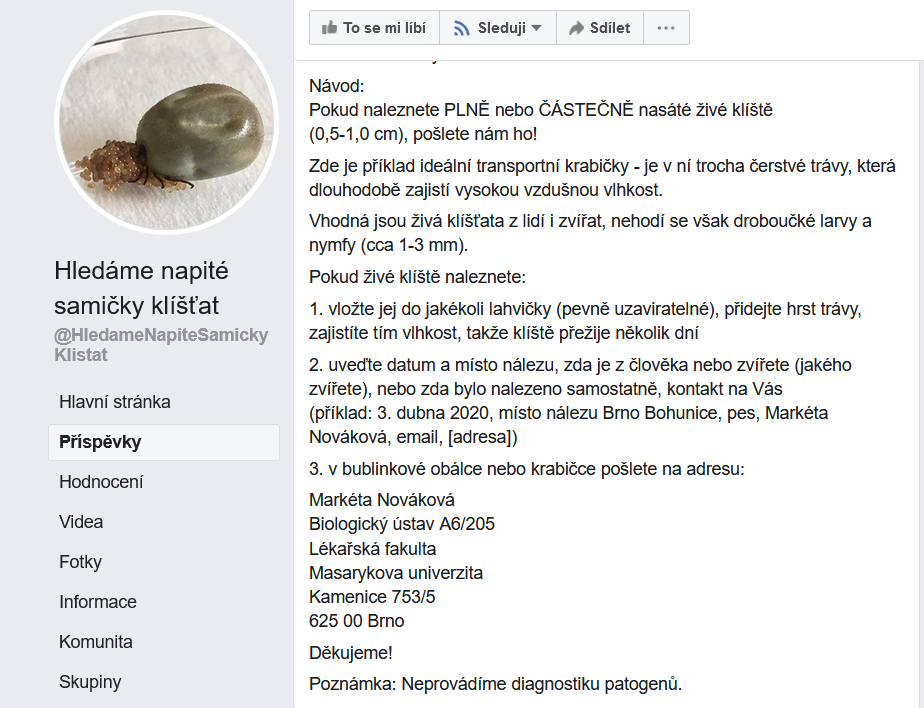 To se mi líbí
Sleduji
Sdílet
Hledáme napité
samičky klíšťat
@HledameNapiteSamicky
Klistat
Hlavní stránka
Příspěvky
Hodnocení
Videa
Fotky
Informace
Komunita
Skupiny
Návod:
Pokud naleznete PLNĚ nebo ČÁSTEČNĚ nasáté živé klíště
(0,5-1,0 cm), pošlete nám ho!
Zde je příklad ideální transportní krabičky - je v ní trocha čerstvé trávy, která
dlouhodobě zajistí vysokou vzdušnou vlhkost.
Vhodná jsou živá klíšťata z lidí i zvířat, nehodí se však droboučké larvy a
nymfy (cca 1-3 mm).
Pokud živé klíště naleznete:
1. vložte jej do jakékoli lahvičky (pevně uzaviratelné), přidejte hrst trávy,
zajistíte tím vlhkost, takže klíště přežije několik dní
2. uveďte datum a místo nálezu, zda je z člověka nebo zvířete (jakého
zvířete), nebo zda bylo nalezeno samostatně, kontakt na Vás
(příklad: 3. dubna 2020, místo nálezu Brno Bohunice, pes, Markéta
Nováková, email, [adresa])
3. v bublinkové obálce nebo krabičce pošlete na adresu:
Markéta Nováková
Biologický ústav A6/205
Lékařská fakulta
Masarykova univerzita
Kamenice 753/5
625 00 Brno
Děkujeme!
Poznámka: Neprovádíme diagnostiku patogenů.